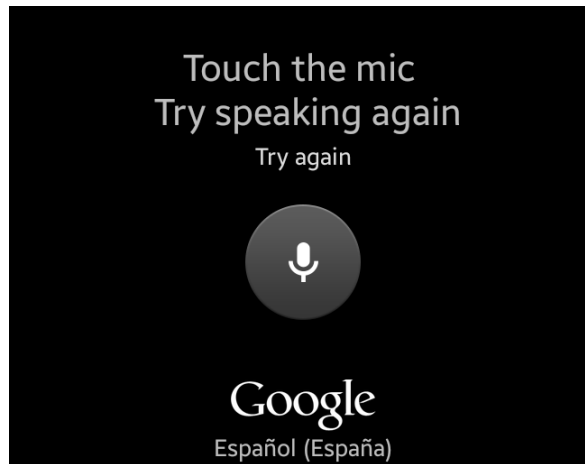 Touch the mic
Try speaking again
Try again
Google
Español (España)